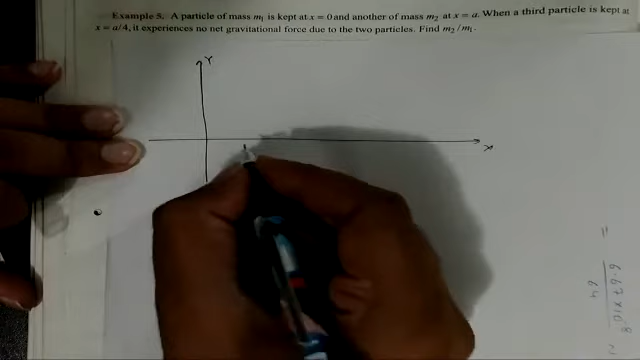 Example 5. A particle of mass m₁ is kept at x = 0 and another of mass m₂ at x = a. When a third particle is kept at
x = a/4, it experiences no net gravitational force due to the two particles. Find m₂/m₁.
Y
X